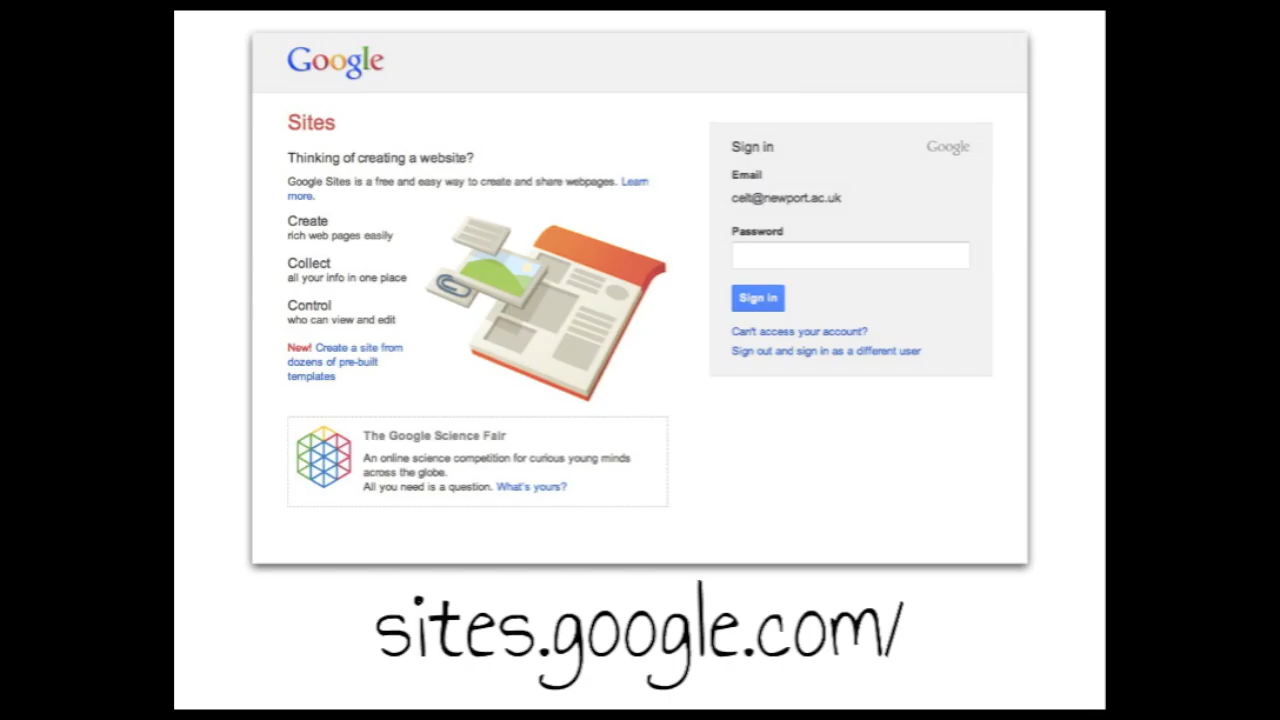 Google
Sites
Thinking of creating a website?
Google Sites is a free and easy way to create and share webpages. Learn
more.
Create
rich web pages easily
Collect
all your info in one place
Control
who can view and edit
New! Create a site from
dozens of pre-built
templates
The Google Science Fair
An online science competition for curious young minds
across the globe.
All you need is a question. What's yours?
Sign in Google
Email
celt@newport.ac.uk
Password
Sign in
Can't access your account?
Sign out and sign in as a different user
sites.google.com/